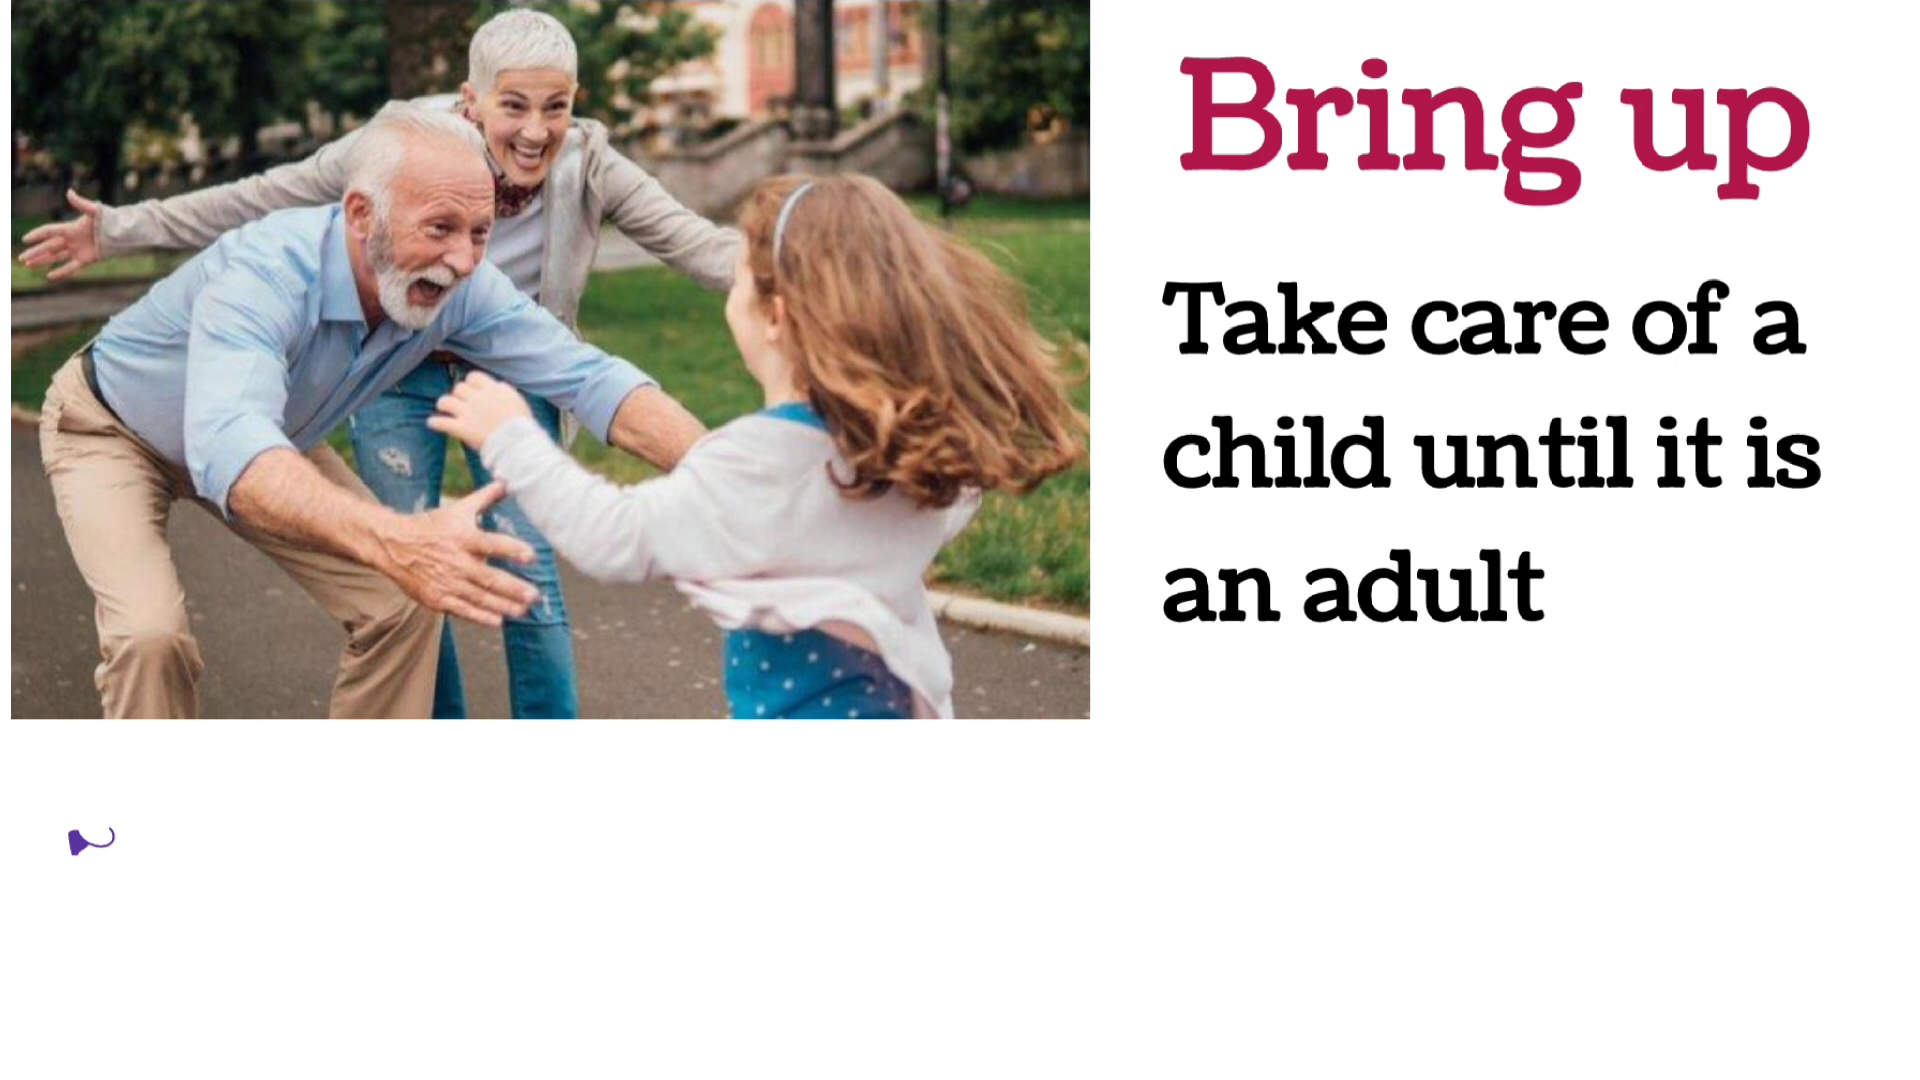 Bring up
Take care of a
child until it is
an adult